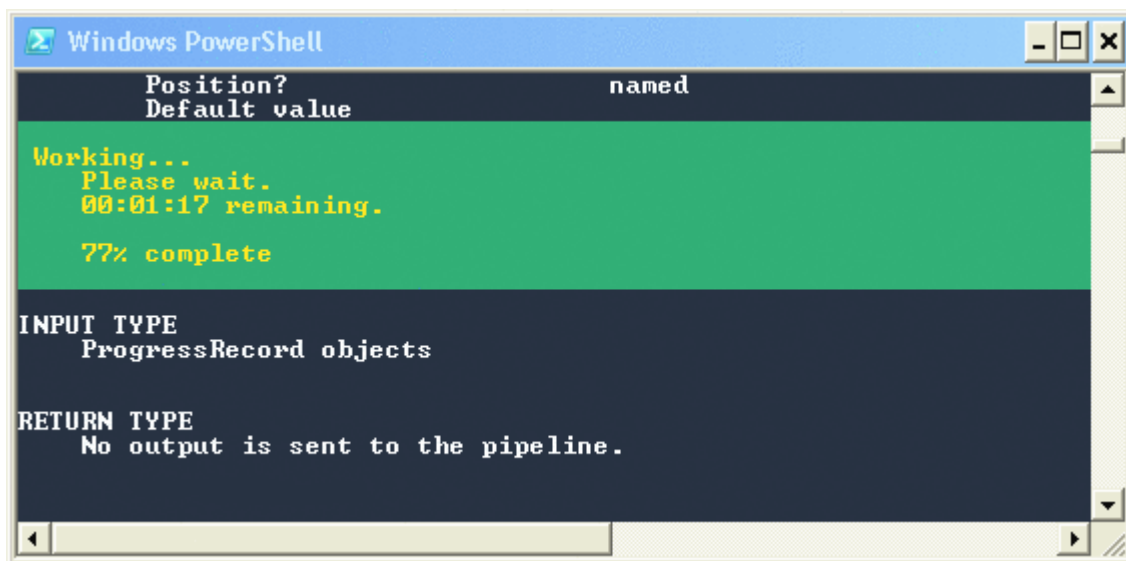 Windows PowerShell
Position? named
Default value
Working...
Please wait.
00:01:17 remaining.
77% complete
INPUT TYPE
ProgressRecord objects
RETURN TYPE
No output is sent to the pipeline.